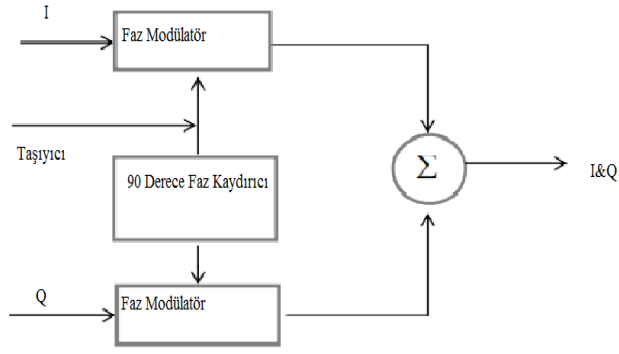 I
Faz Modülatör
Taşıyıcı
90 Derece Faz Kaydırıcı
Σ
I&Q
Q
Faz Modülatör